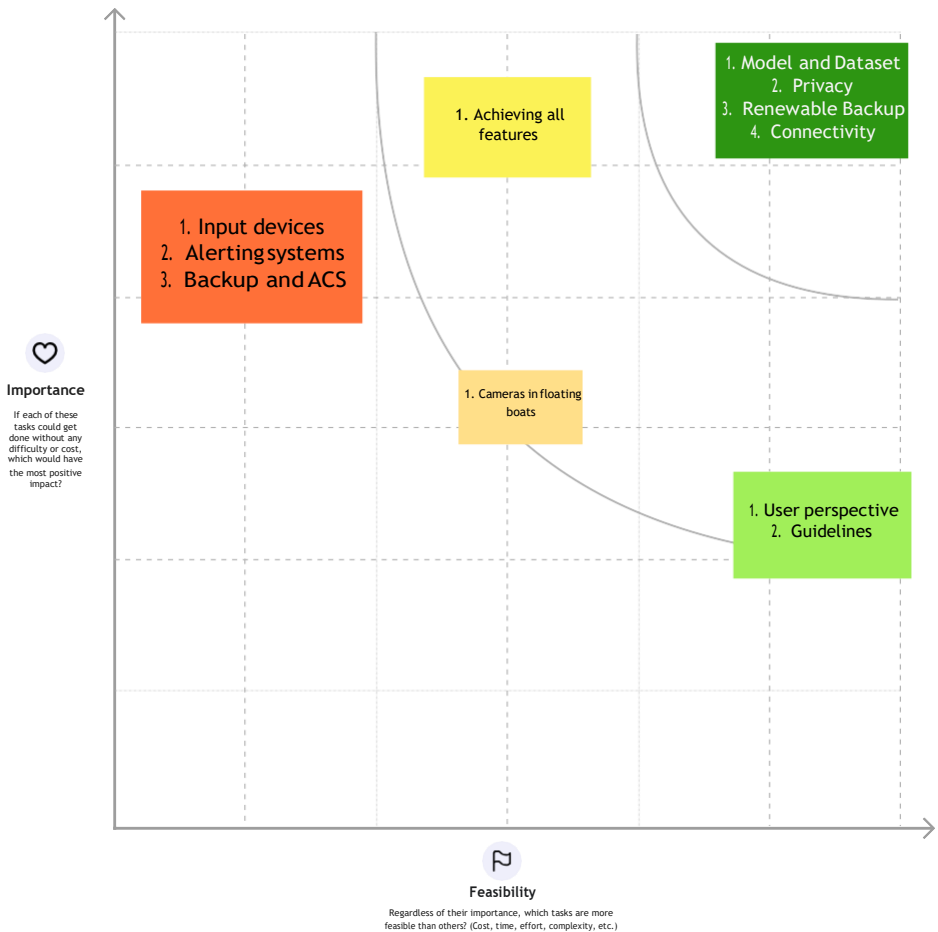 1. Model and Dataset
2. Privacy
3. Renewable Backup
4. Connectivity
1. Achieving all
features
1. Input devices
2. Alerting systems
3. Backup and ACS
Importance
If each of these
tasks could get
done without any
difficulty or cost,
which would have
the most positive
impact?
1. Cameras in floating
boats
1. User perspective
2. Guidelines
Feasibility
Regardless of their importance, which tasks are more
feasible than others? (Cost, time, effort, complexity, etc.)